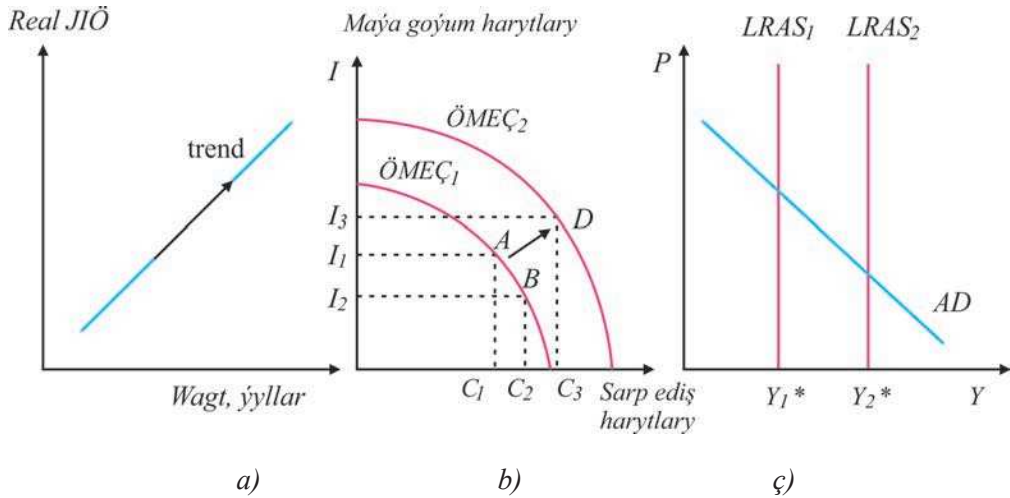 Real JIÖ
trend
Wagt, ýyllar
a)
Maýa goýum harytlary
I
ÖMEÇ2
ÖMEÇ1
I3
I1
I2
A
B
D
C1 C2 C3
Sarp ediş
harytlary
b)
LRAS1 LRAS2
P
AD
Y1* Y2* Y
ç)